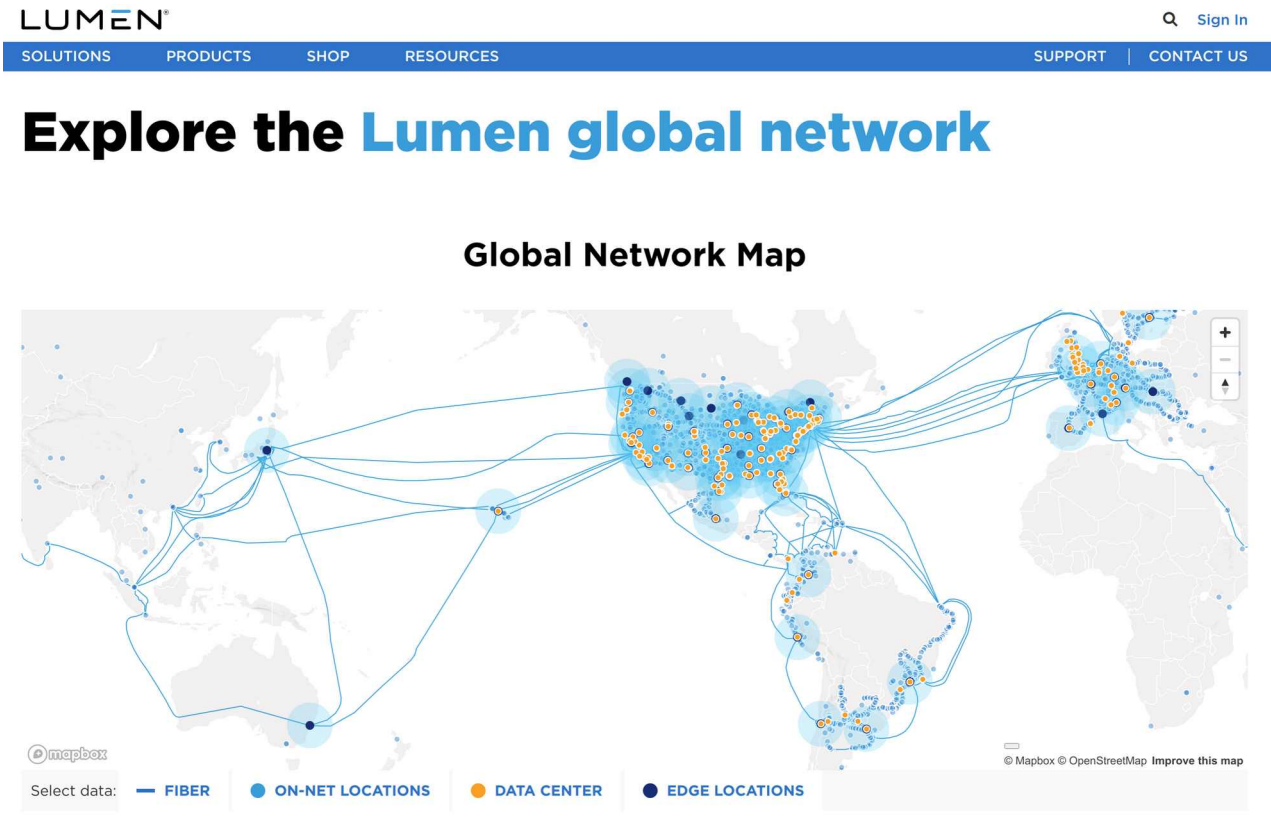 LUMEN®
Sign In
SOLUTIONS PRODUCTS SHOP RESOURCES SUPPORT CONTACT US
Explore the Lumen global network
Global Network Map
mapbox
© Mapbox © OpenStreetMap Improve this map
Select data: FIBER ON-NET LOCATIONS DATA CENTER EDGE LOCATIONS